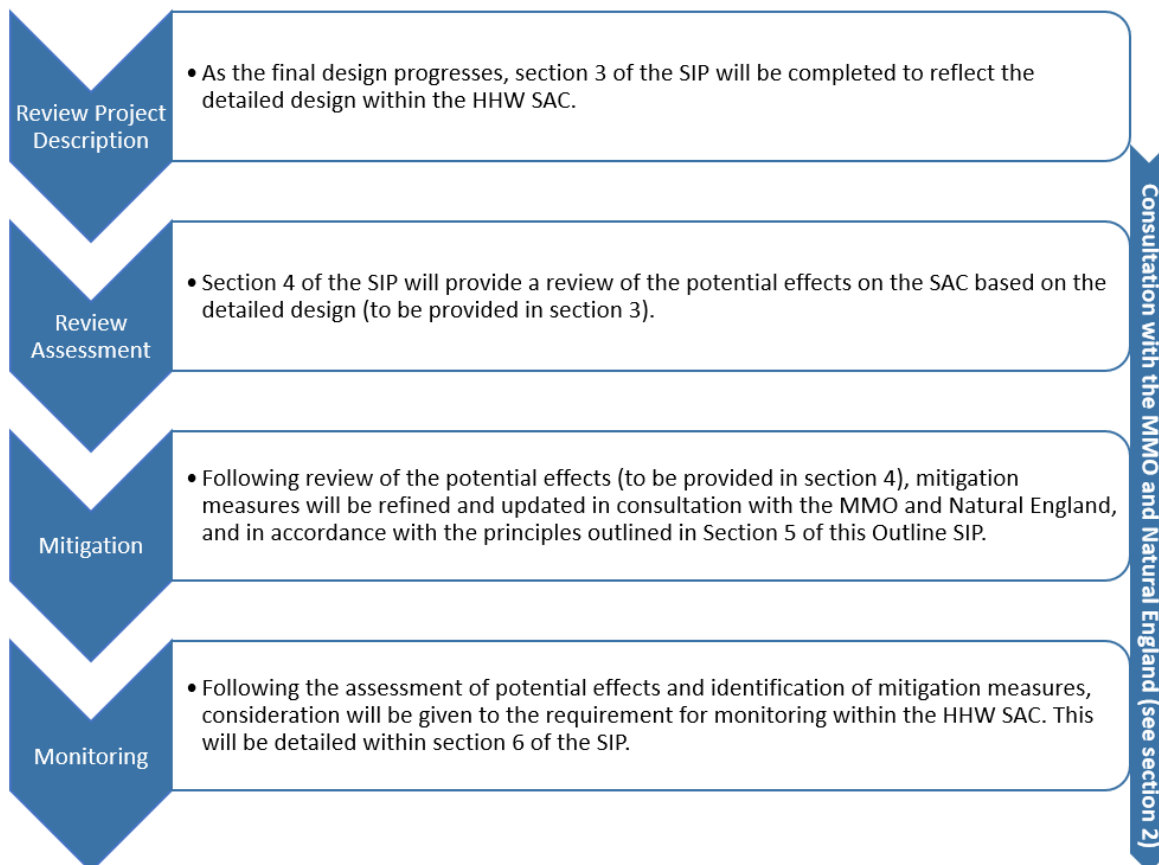 Review Project
Description
• As the final design progresses, section 3 of the SIP will be completed to reflect the
detailed design within the HHW SAC.
Review
Assessment
• Section 4 of the SIP will provide a review of the potential effects on the SAC based on the
detailed design (to be provided in section 3).
Mitigation
• Following review of the potential effects (to be provided in section 4), mitigation
measures will be refined and updated in consultation with the MMO and Natural England,
and in accordance with the principles outlined in Section 5 of this Outline SIP.
Monitoring
• Following the assessment of potential effects and identification of mitigation measures,
consideration will be given to the requirement for monitoring within the HHW SAC. This
will be detailed within section 6 of the SIP.
Consultation with the MMO and Natural England (see section 2)